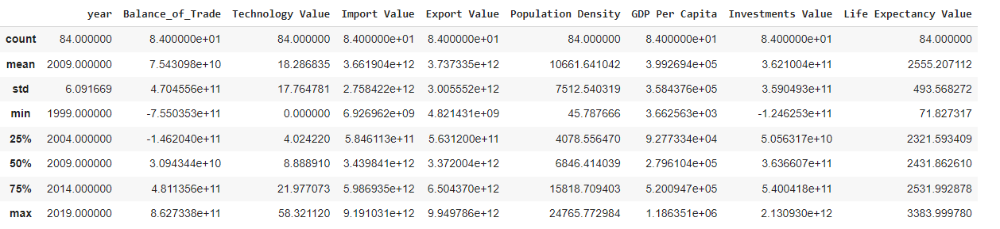 year Balance_of_Trade Technology Value Import Value Export Value Population Density GDP Per Capita Investments Value Life Expectancy Value
count 84.000000 8.400000e+01 84.000000 8.400000e+01 8.400000e+01 84.000000 8.400000e+01 8.400000e+01 84.000000
mean 2009.000000 7.543098e+10 18.286835 3.661904e+12 3.737335e+12 10661.641042 3.992694e+05 3.621004e+11 2555.207112
std 6.091669 4.704556e+11 17.764781 2.758422e+12 3.005552e+12 7512.540319 3.584376e+05 3.590493e+11 493.568272
min 1999.000000 -7.550353e+11 0.000000 6.926962e+09 4.821431e+09 45.787666 3.662563e+03 -1.246253e+11 71.827317
25% 2004.000000 -1.462040e+11 4.024220 5.846113e+11 5.631200e+11 4078.556470 9.277334e+04 5.056317e+10 2321.593409
50% 2009.000000 3.094344e+10 8.888910 3.439841e+12 3.372004e+12 6846.414039 2.796104e+05 3.636607e+11 2431.862610
75% 2014.000000 4.811356e+11 21.977073 5.986935e+12 6.504370e+12 15818.709403 5.200947e+05 5.400418e+11 2531.992878
max 2019.000000 8.627338e+11 58.321120 9.191031e+12 9.949786e+12 24765.772984 1.186351e+06 2.130930e+12 3383.999780